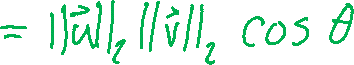 = ||w⃗||₂ ||v⃗||₂ cos θ